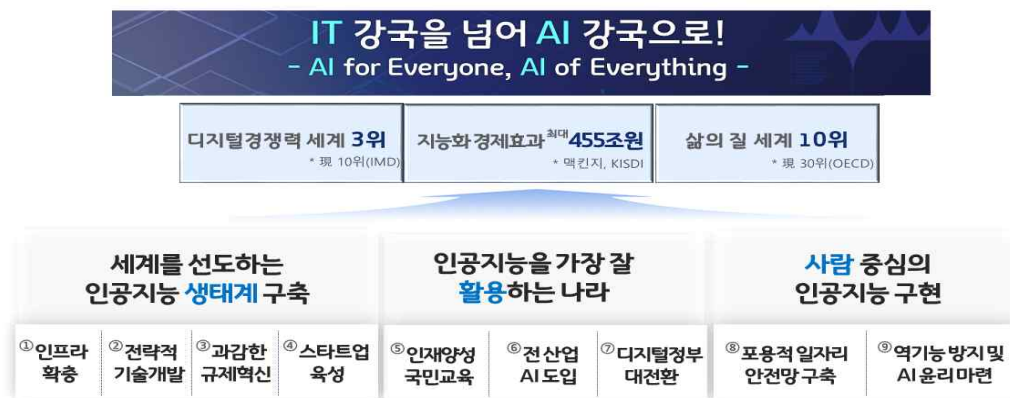 IT 강국을 넘어 AI 강국으로!
- AI for Everyone, AI of Everything -
디지털경쟁력 세계 3위
* 現 10위(IMD)
지능화 경제효과 최대 455조원
* 맥킨지, KISDI
삶의 질 세계 10위
* 現 30위(OECD)
세계를 선도하는
인공지능 생태계 구축
① 인프라
확충
② 전략적
기술개발
③ 과감한
규제혁신
④ 스타트업
육성
인공지능을 가장 잘
활용하는 나라
⑤ 인재양성
국민교육
⑥ 전 산업
AI 도입
⑦ 디지털정부
대전환
사람 중심의
인공지능 구현
⑧ 포용적 일자리
안전망 구축
⑨ 역기능 방지 및
AI 윤리 마련